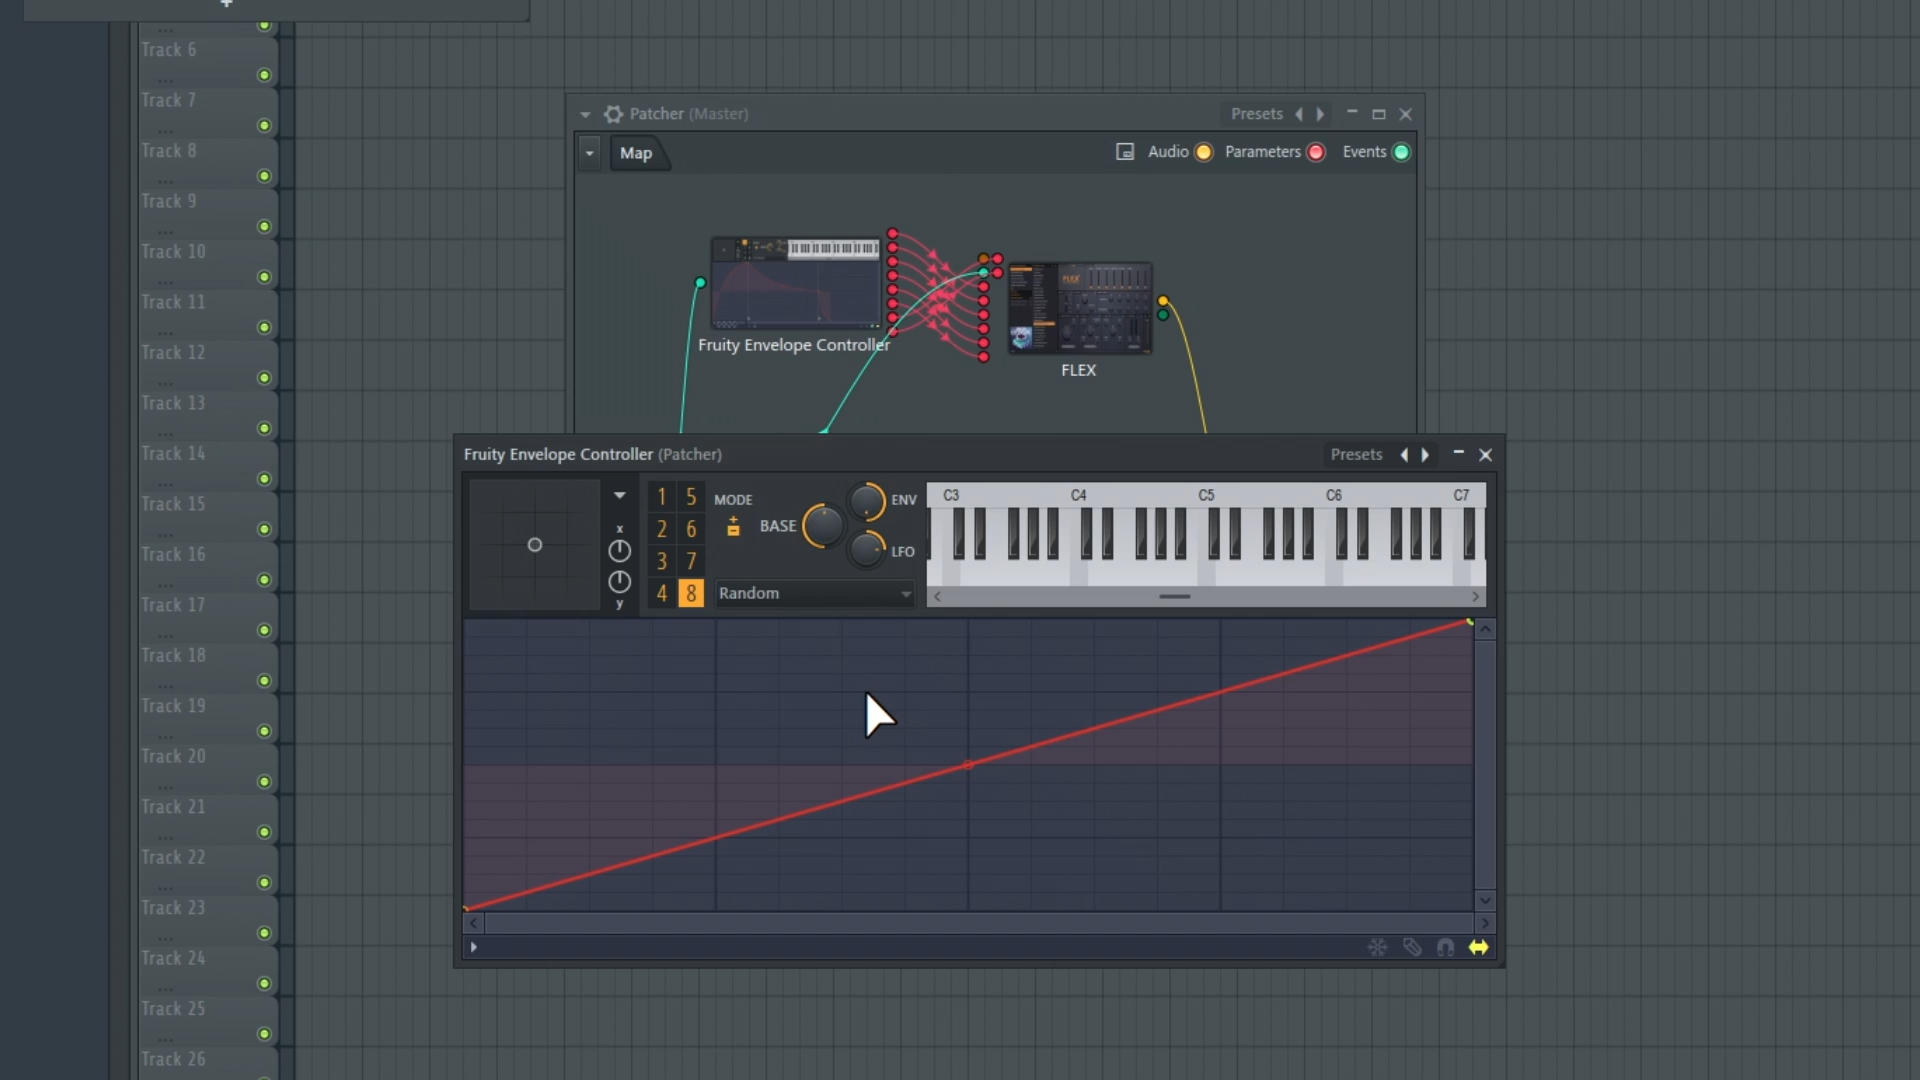 +
Track 6
Track 7
Track 8
Track 9
Track 10
Track 11
Track 12
Track 13
Track 14
Track 15
Track 16
Track 17
Track 18
Track 19
Track 20
Track 21
Track 22
Track 23
Track 24
Track 25
Track 26
Patcher (Master)
Presets
Map
Audio
Parameters
Events
Fruity Envelope Controller
FLEX
FLEX
Fruity Envelope Controller (Patcher)
Presets
x
y
1 5
2 6
3 7
4 8
MODE
BASE
ENV
LFO
Random
C3 C4 C5 C6 C7